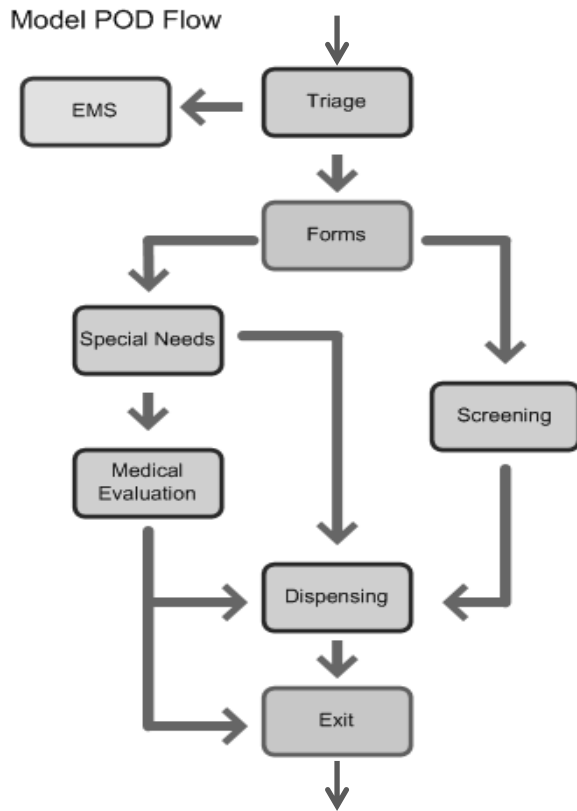 Model POD Flow
Triage
EMS
Forms
Special Needs
Screening
Medical
Evaluation
Dispensing
Exit